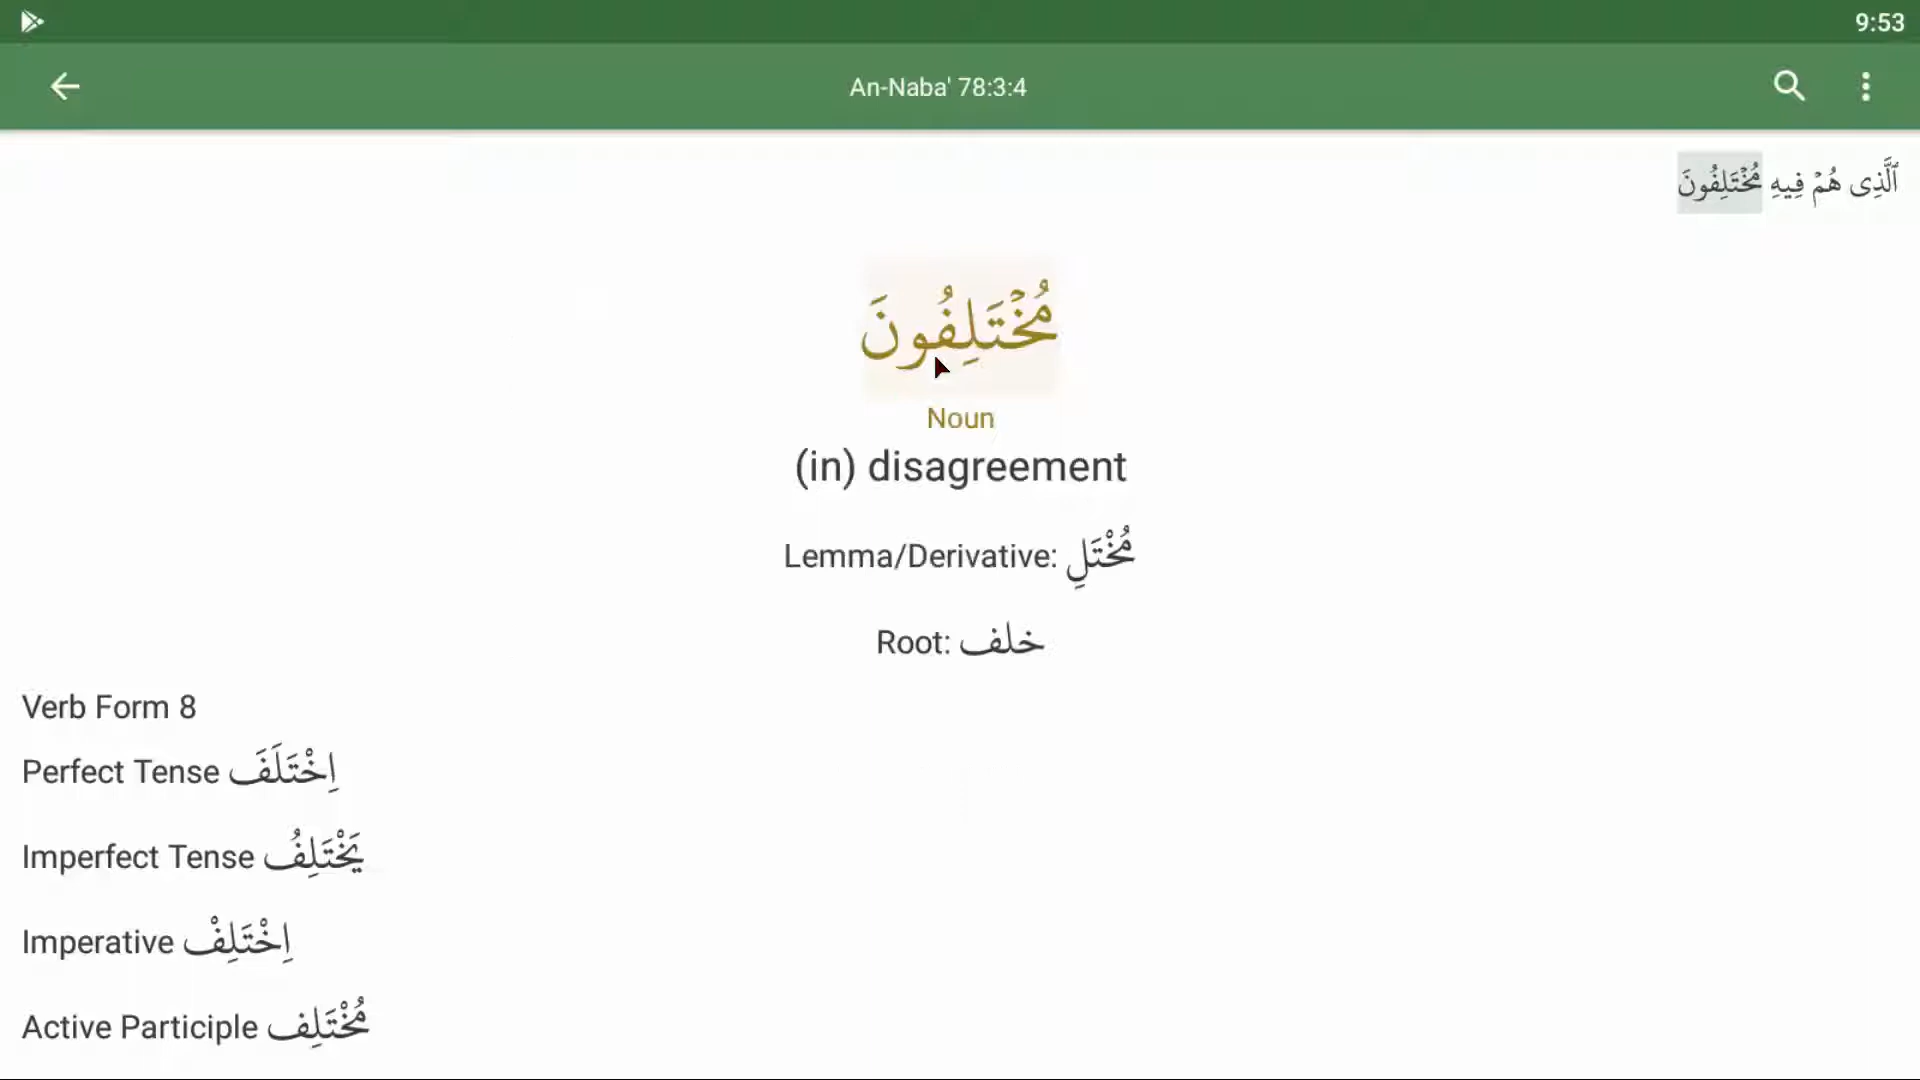 9:53
An-Naba' 78:3:4
ٱلَّذِى هُمْ فِيهِ مُخْتَلِفُونَ
مُخْتَلِفُونَ
Noun
(in) disagreement
Lemma/Derivative: مُخْتَلِ
Root: خلف
Verb Form 8
Perfect Tense اِخْتَلَفَ
Imperfect Tense يَخْتَلِفُ
Imperative اِخْتَلِفْ
Active Participle مُخْتَلِف